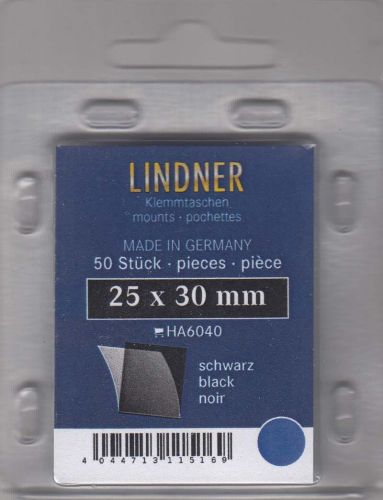 LINDNER
Klemmtaschen
mounts · pochettes
MADE IN GERMANY
50 Stück · pieces · pièce
25 x 30 mm
HA6040
schwarz
black
noir
4 044713 115169